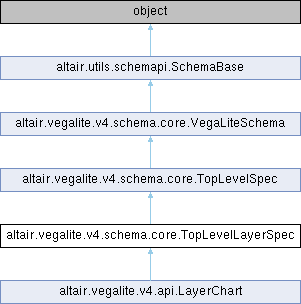 object
altair.utils.schemapi.SchemaBase
altair.vegalite.v4.schema.core.VegaLiteSchema
altair.vegalite.v4.schema.core.TopLevelSpec
altair.vegalite.v4.schema.core.TopLevelLayerSpec
altair.vegalite.v4.api.LayerChart